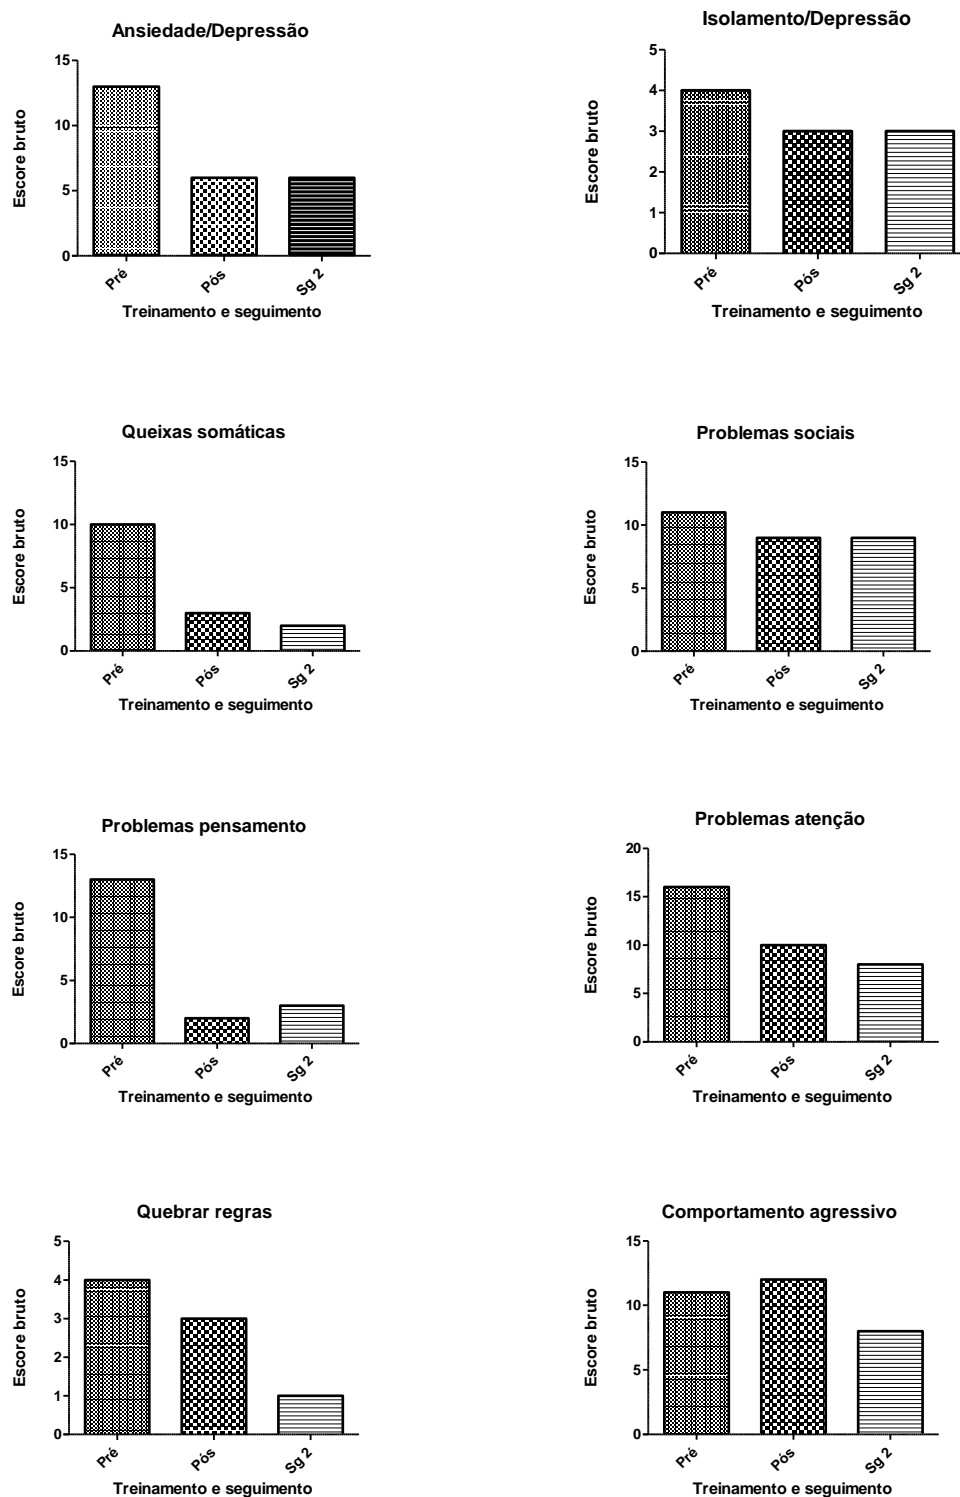 Ansiedade/Depressão
Escore bruto
15
10
5
0
Pré
Pós
Sg 2
Treinamento e seguimento
Isolamento/Depressão
Escore bruto
5
4
3
2
1
0
Pré
Pós
Sg 2
Treinamento e seguimento
Queixas somáticas
Escore bruto
15
10
5
0
Pré
Pós
Sg 2
Treinamento e seguimento
Problemas sociais
Escore bruto
15
10
5
0
Pré
Pós
Sg 2
Treinamento e seguimento
Problemas pensamento
Escore bruto
15
10
5
0
Pré
Pós
Sg 2
Treinamento e seguimento
Problemas atenção
Escore bruto
20
15
10
5
0
Pré
Pós
Sg 2
Treinamento e seguimento
Quebrar regras
Escore bruto
5
4
3
2
1
0
Pré
Pós
Sg 2
Treinamento e seguimento
Comportamento agressivo
Escore bruto
15
10
5
0
Pré
Pós
Sg 2
Treinamento e seguimento